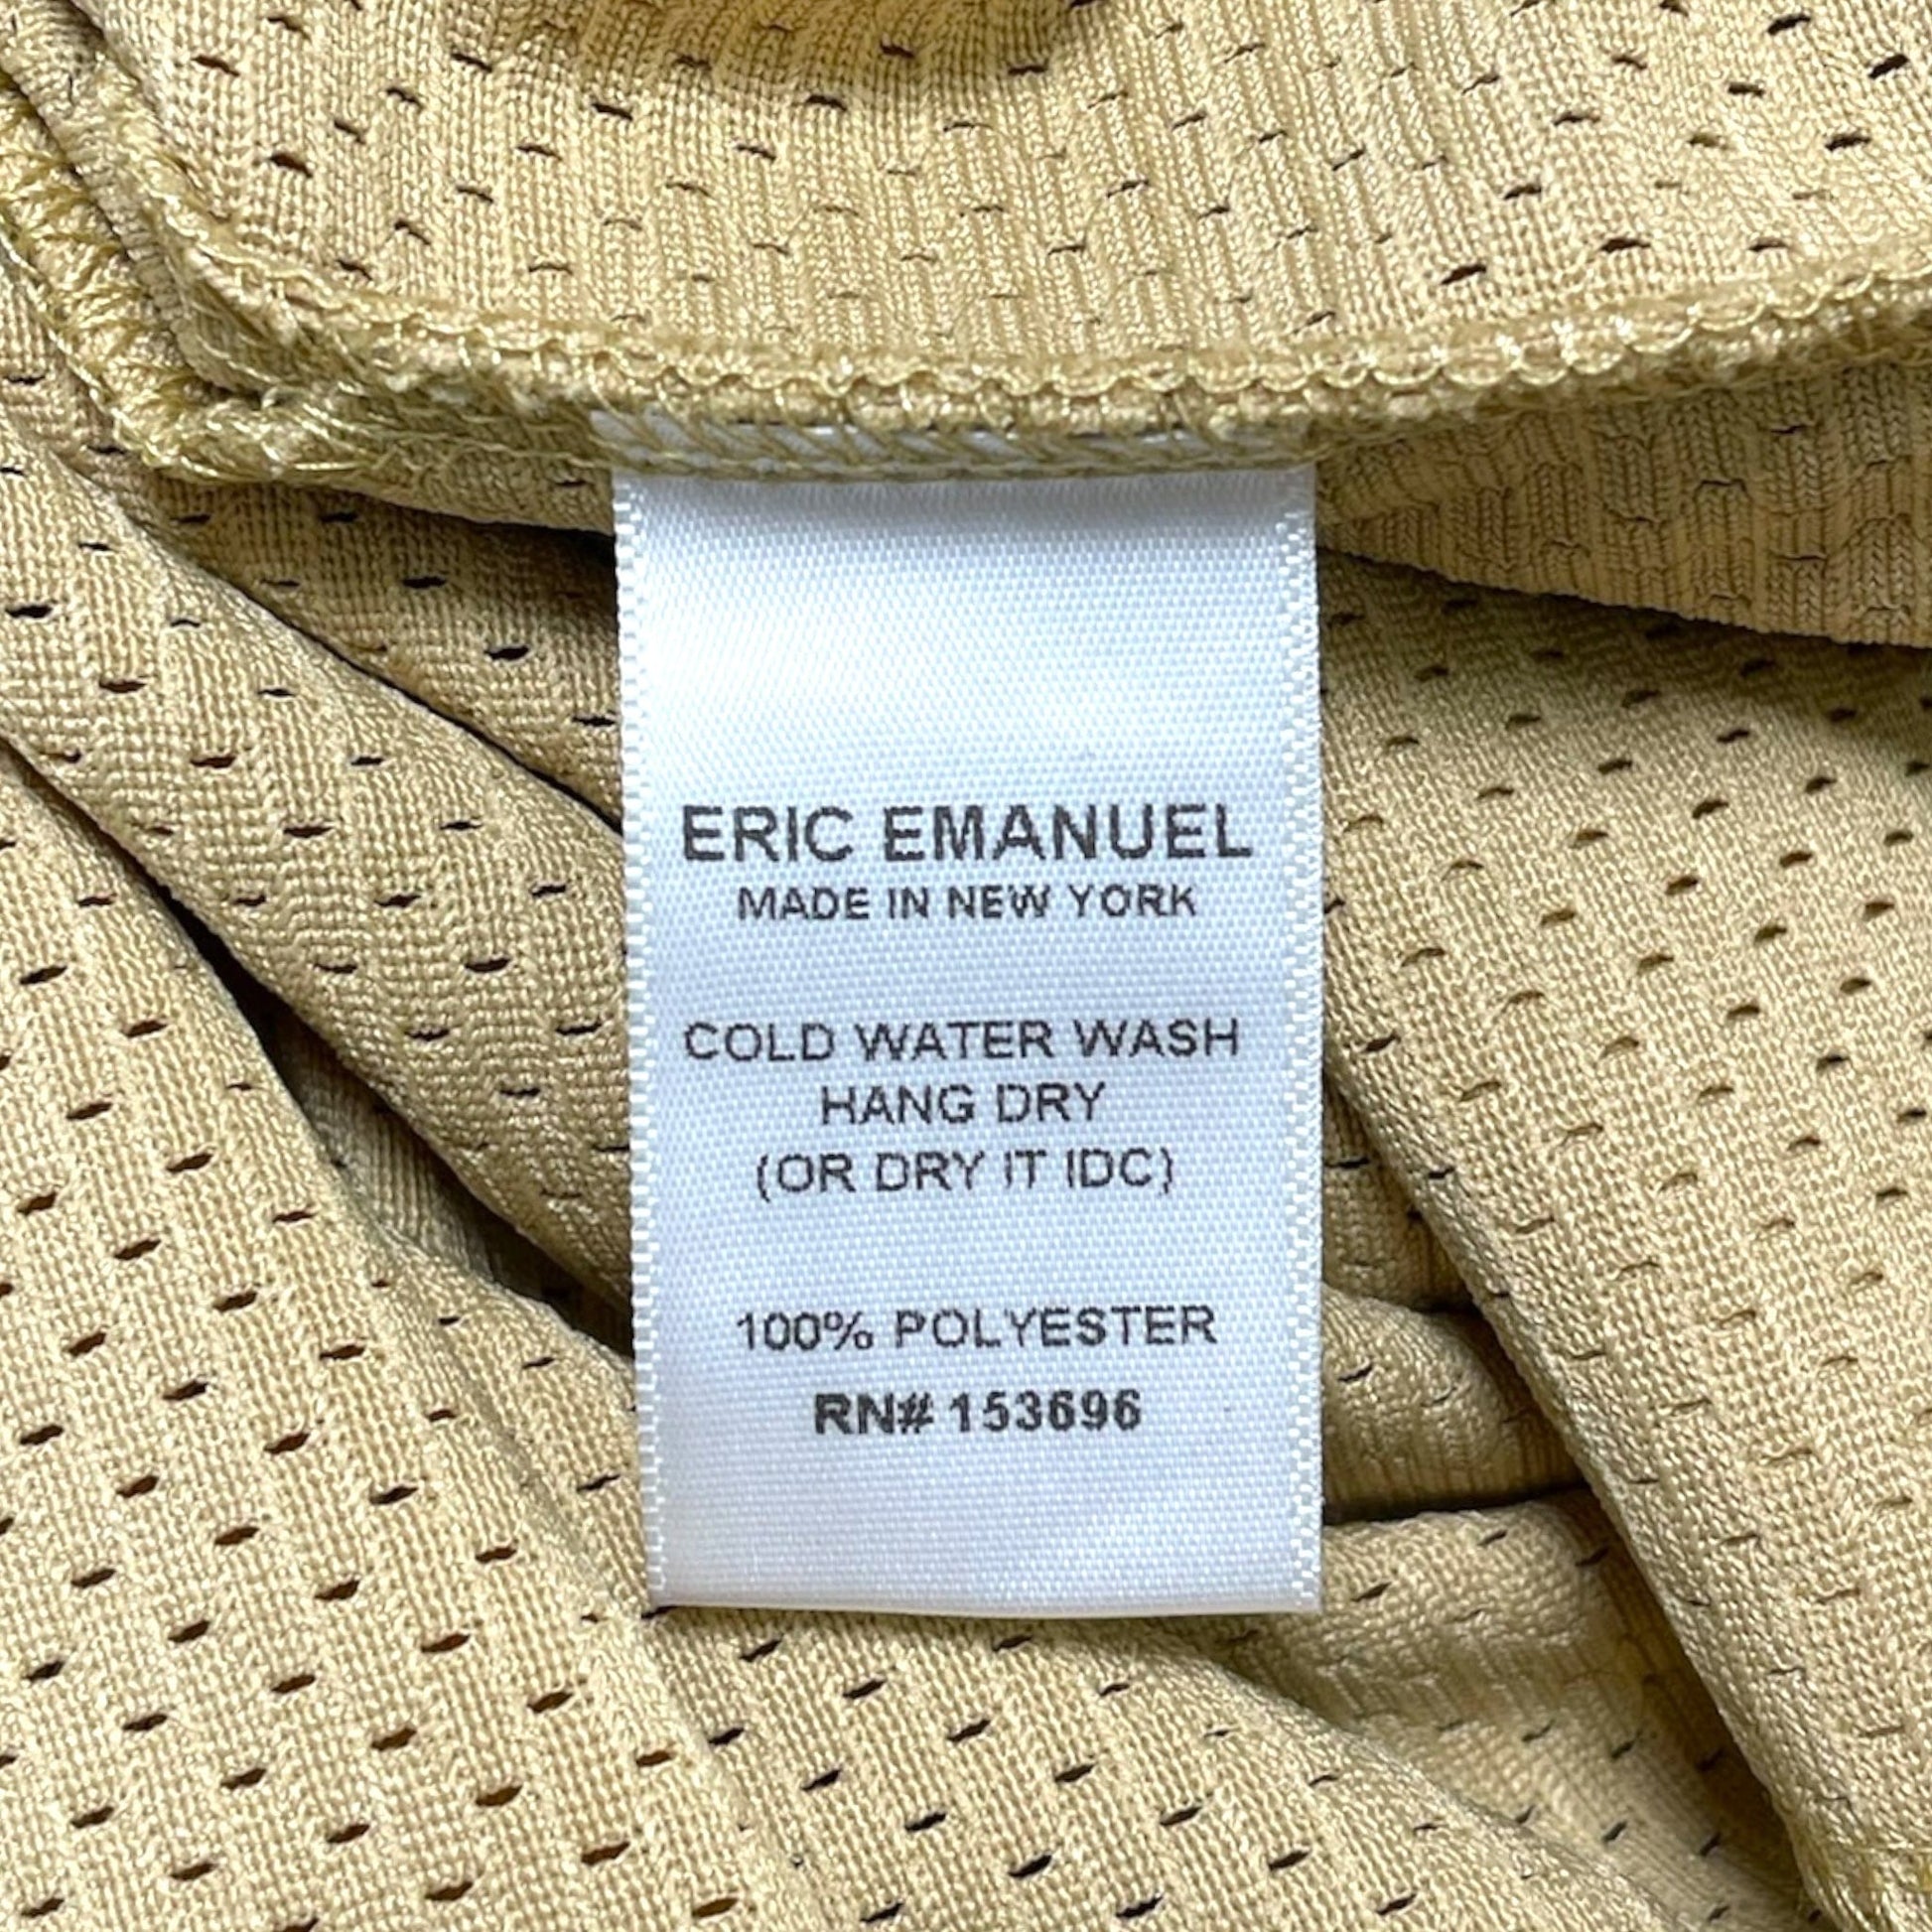 ERIC EMANUEL
MADE IN NEW YORK
COLD WATER WASH
HANG DRY
(OR DRY IT IDC)
100% POLYESTER
RN# 153696